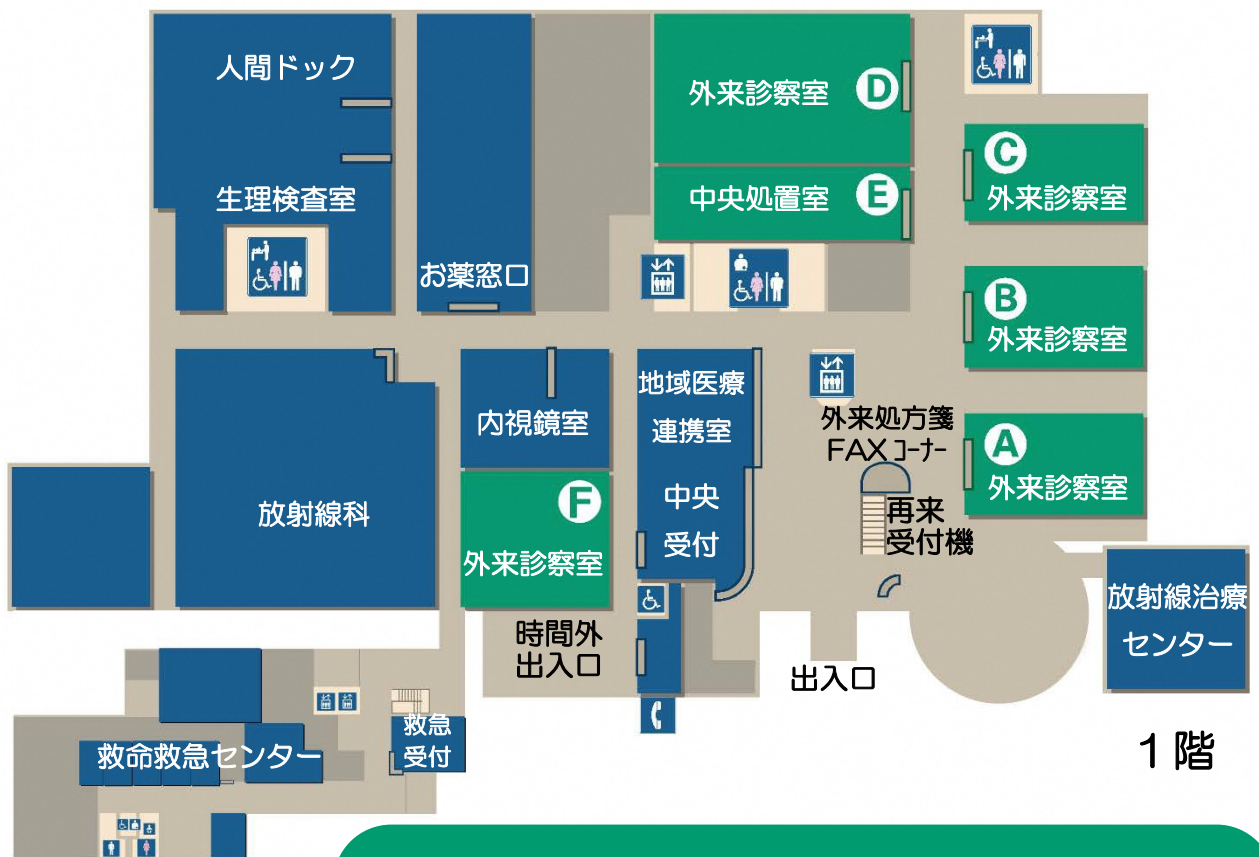 人間ドック
生理検査室
お薬窓口
外来診察室 D
中央処置室 E
C
外来診察室
B
外来診察室
A
外来診察室
地域医療
連携室
中央
受付
外来処方箋
FAXコーナー
再来
受付機
内視鏡室
F
外来診察室
放射線科
放射線治療
センター
時間外
出入口
出入口
救急
受付
救命救急センター
1階